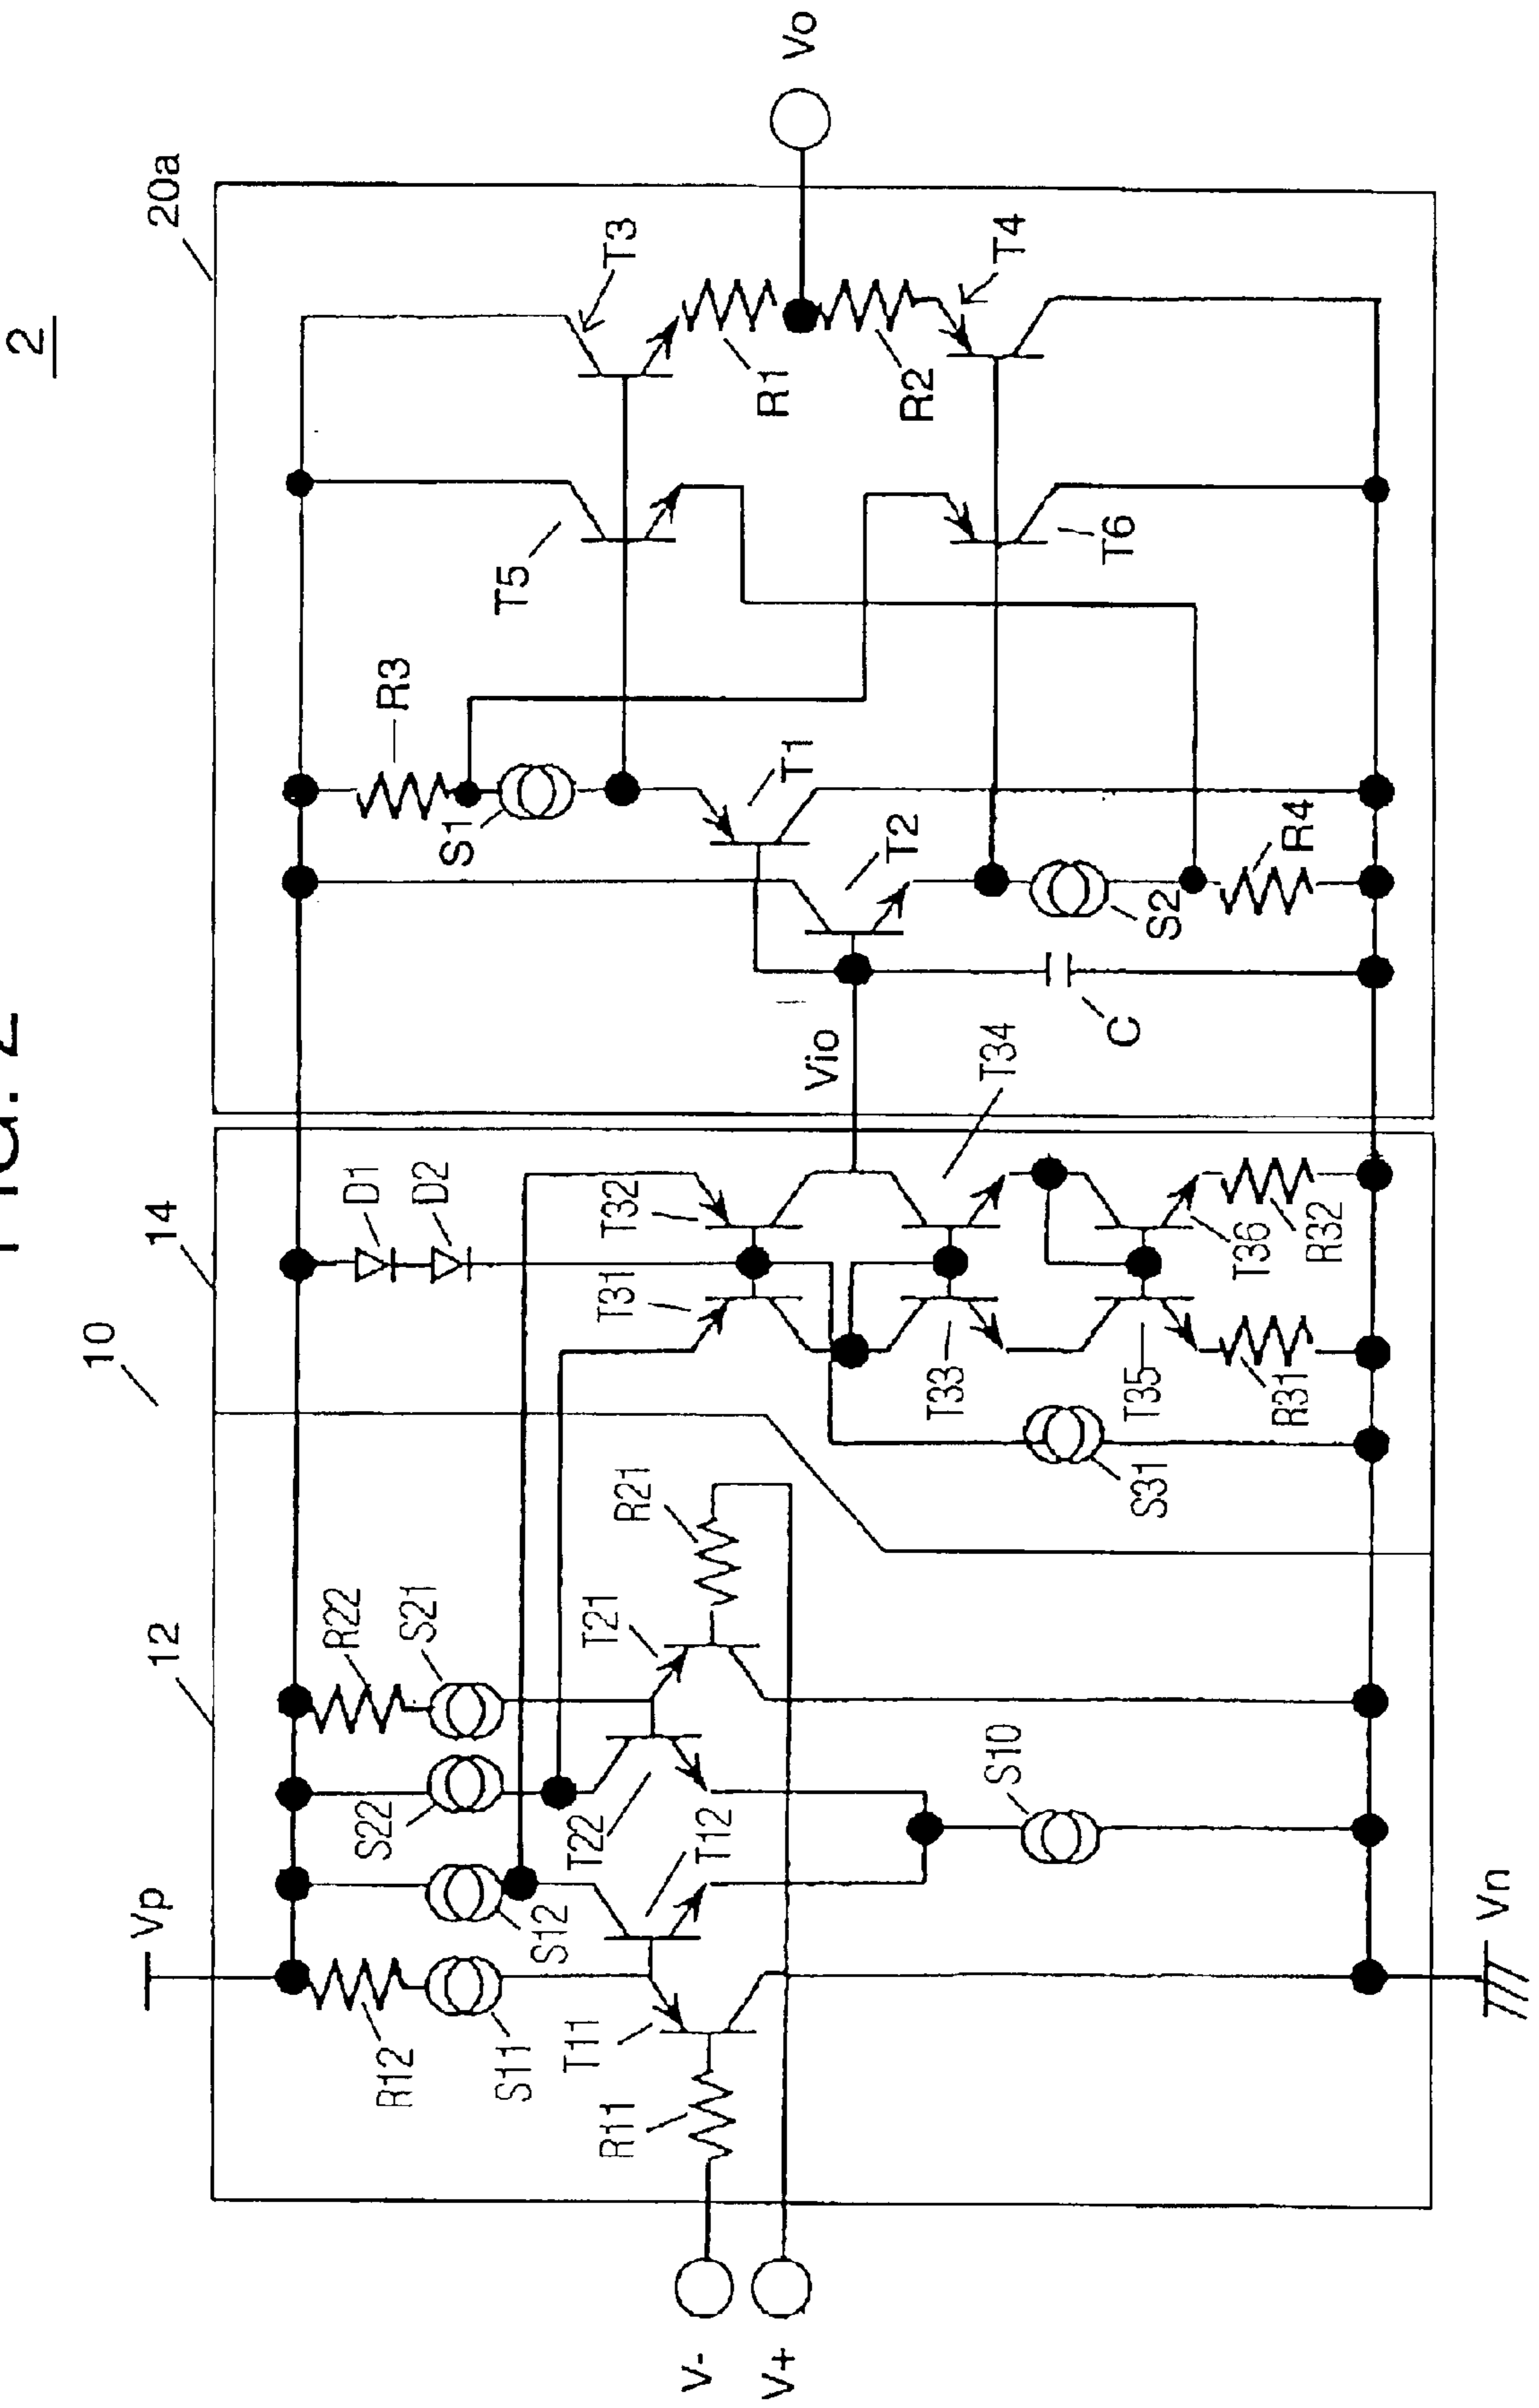 FIG. 2
2
10
12
14
20a
Vp
R12
S11
S12
S22
R22
S21
T11
T12
T22
T21
R11
R21
V-
V+
S10
Vn
D1
D2
T31
T32
T33
T34
T35
T36
R31
R32
S31
Vio
C
R3
S1
T1
T2
S2
R4
T5
T6
T3
T4
R1
R2
Vo